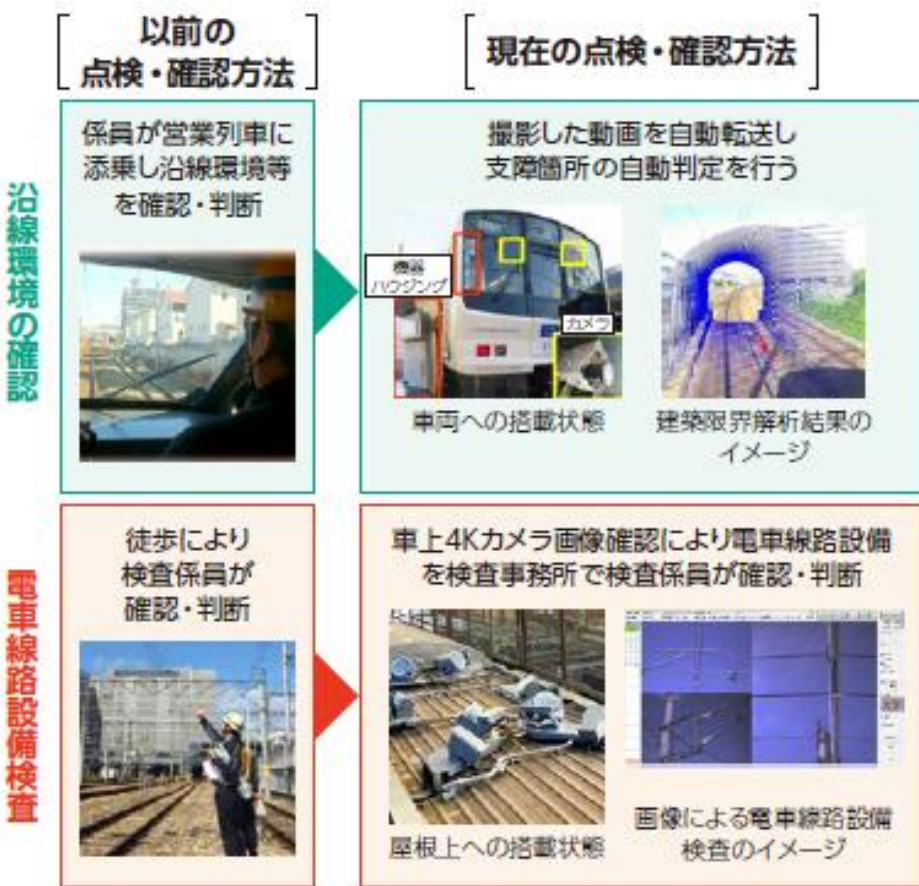 以前の
点検・確認方法
現在の点検・確認方法
沿線環境の確認
係員が営業列車に
添乗し沿線環境等
を確認・判断
撮影した動画を自動転送し
支障箇所の自動判定を行う
機器
ハウジング
カメラ
車両への搭載状態
建築限界解析結果の
イメージ
電車線路設備検査
徒歩により
検査係員が
確認・判断
車上4Kカメラ画像確認により電車線路設備
を検査事務所で検査係員が確認・判断
屋根上への搭載状態
画像による電車線路設備
検査のイメージ